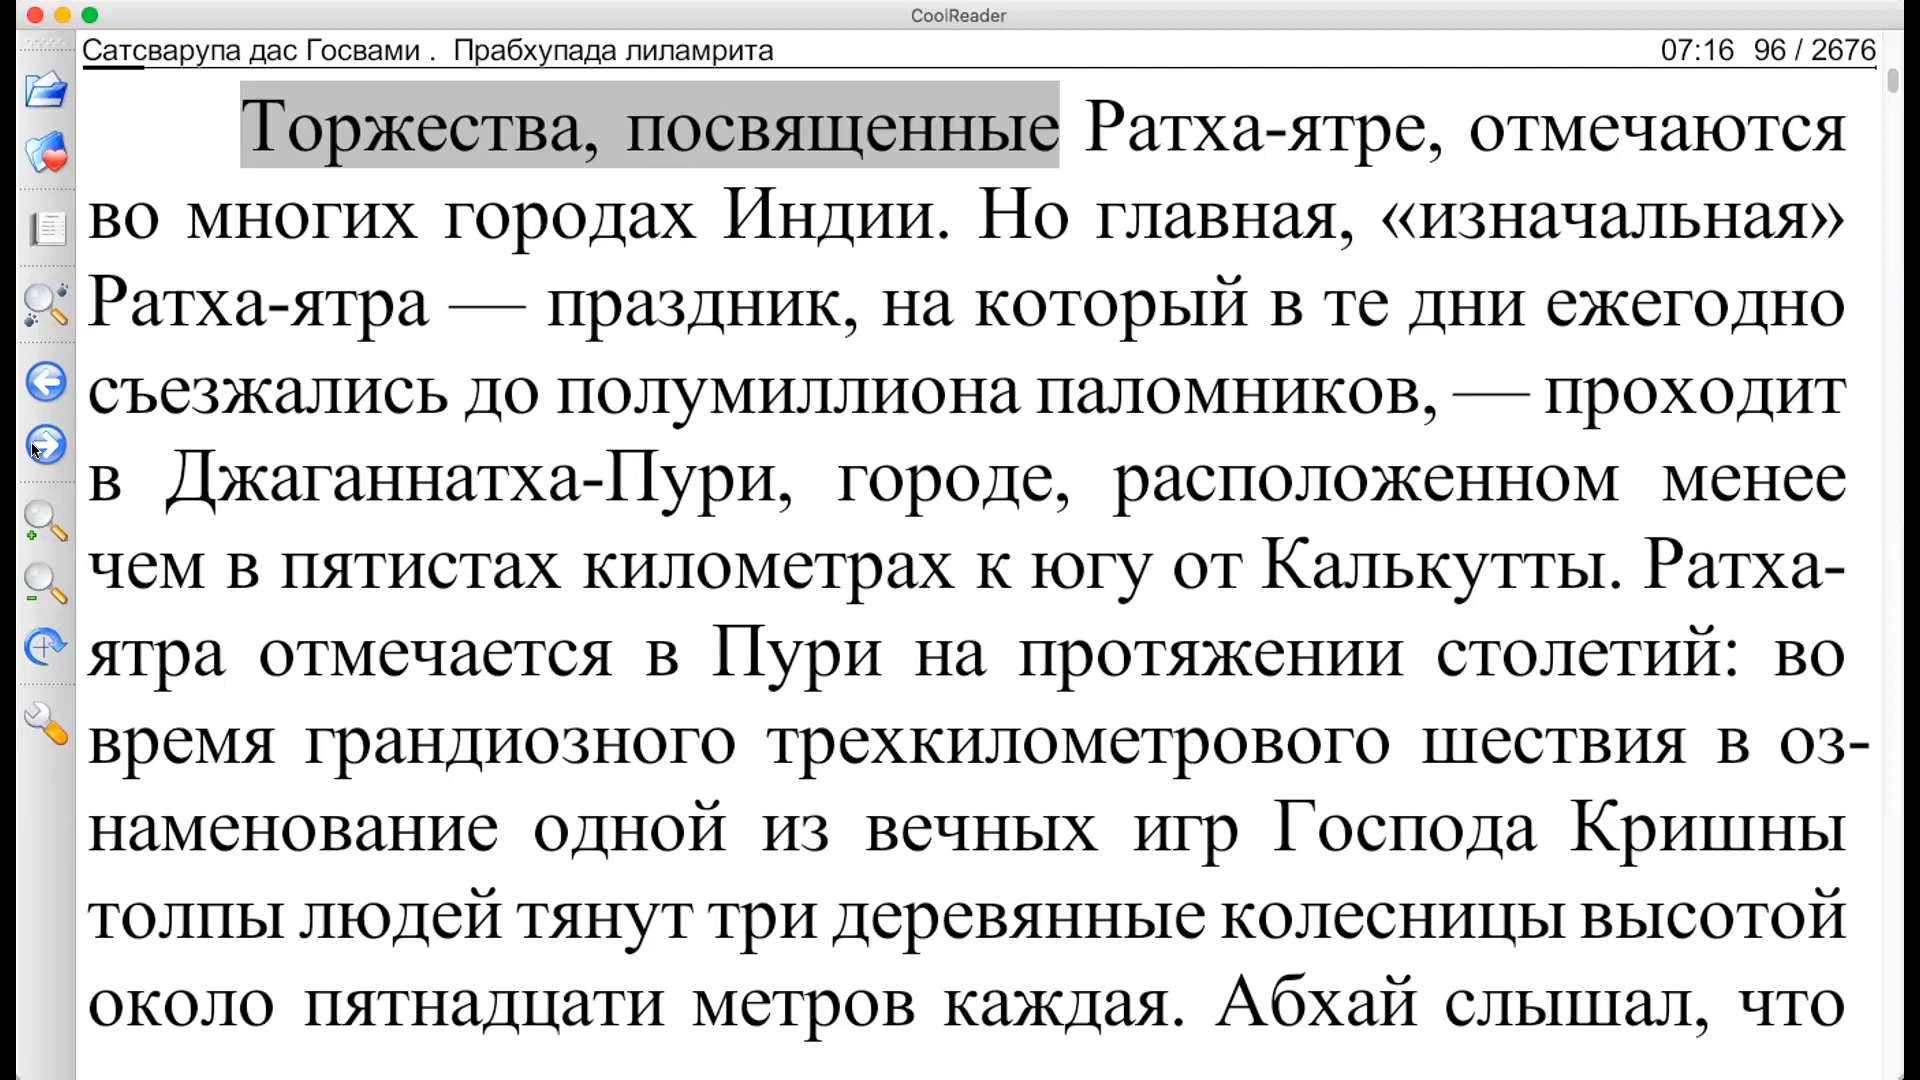 CoolReader
Сатсварупа дас Госвами .  Прабхупада лиламрита 07:16 96 / 2676
Торжества, посвященные Ратха-ятре, отмечаются
во многих городах Индии. Но главная, «изначальная»
Ратха-ятра — праздник, на который в те дни ежегодно
съезжались до полумиллиона паломников, — проходит
в Джаганнатха-Пури, городе, расположенном менее
чем в пятистах километрах к югу от Калькутты. Ратха-
ятра отмечается в Пури на протяжении столетий: во
время грандиозного трехкилометрового шествия в оз-
наменование одной из вечных игр Господа Кришны
толпы людей тянут три деревянные колесницы высотой
около пятнадцати метров каждая. Абхай слышал, что